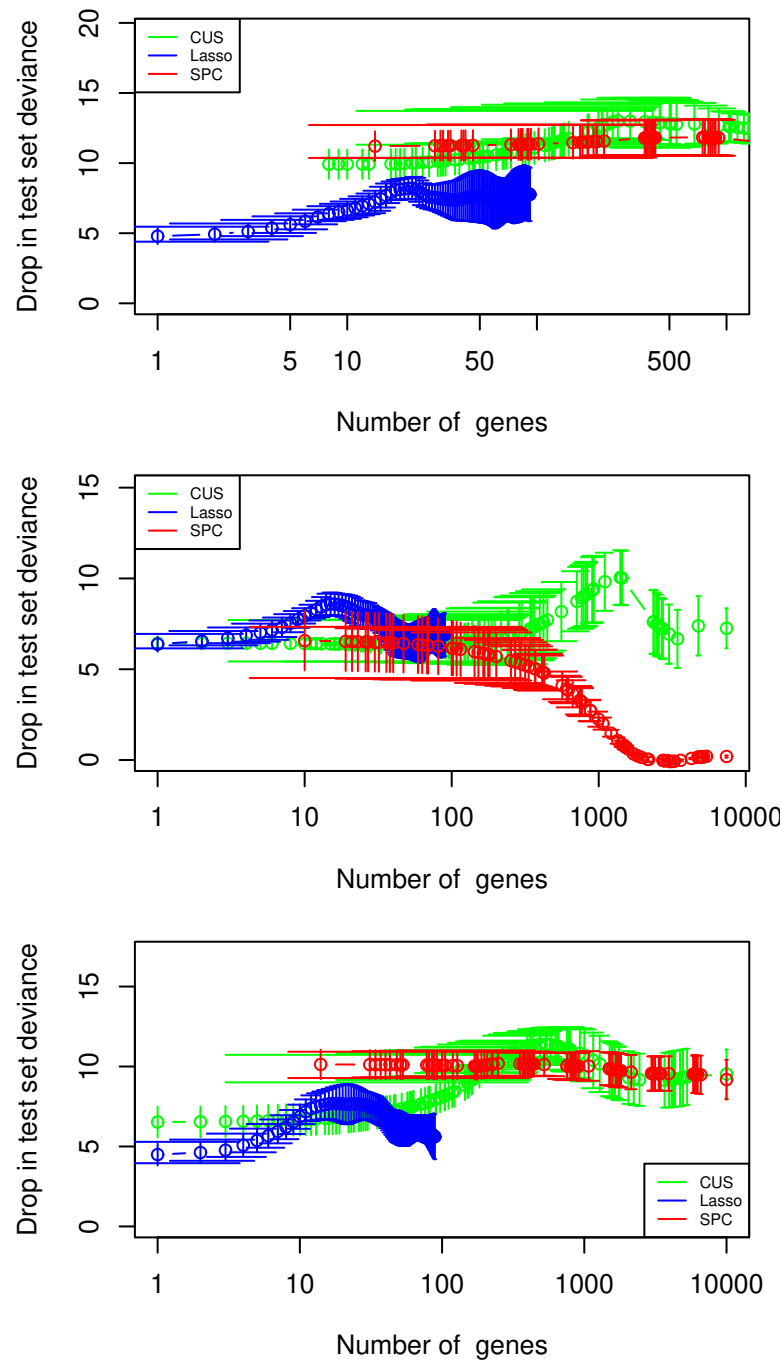 Drop in test set deviance
20
15
10
5
0
CUS
Lasso
SPC
1 5 10 50 500
Number of genes
Drop in test set deviance
15
10
5
0
CUS
Lasso
SPC
1 10 100 1000 10000
Number of genes
Drop in test set deviance
15
10
5
0
CUS
Lasso
SPC
1 10 100 1000 10000
Number of genes